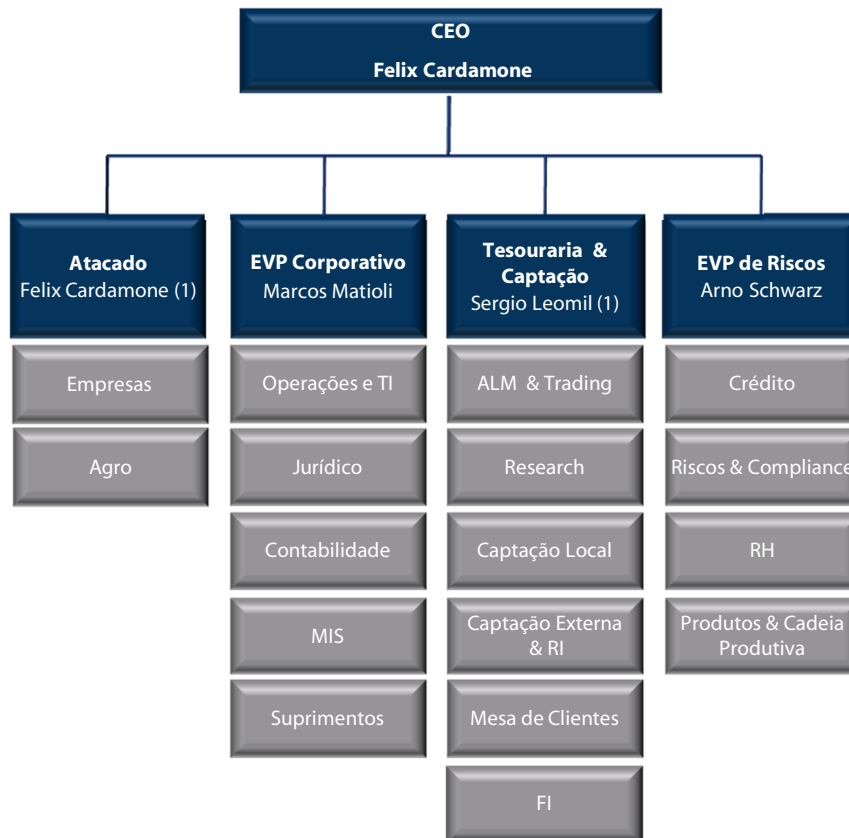 CEO
Felix Cardamone
Atacado
Felix Cardamone (1)
Empresas
Agro
EVP Corporativo
Marcos Matioli
Operações e TI
Jurídico
Contabilidade
MIS
Suprimentos
Tesouraria &
Captação
Sergio Leomil (1)
ALM & Trading
Research
Captação Local
Captação Externa
& RI
Mesa de Clientes
FI
EVP de Riscos
Arno Schwarz
Crédito
Riscos & Compliance
RH
Produtos & Cadeia
Produtiva